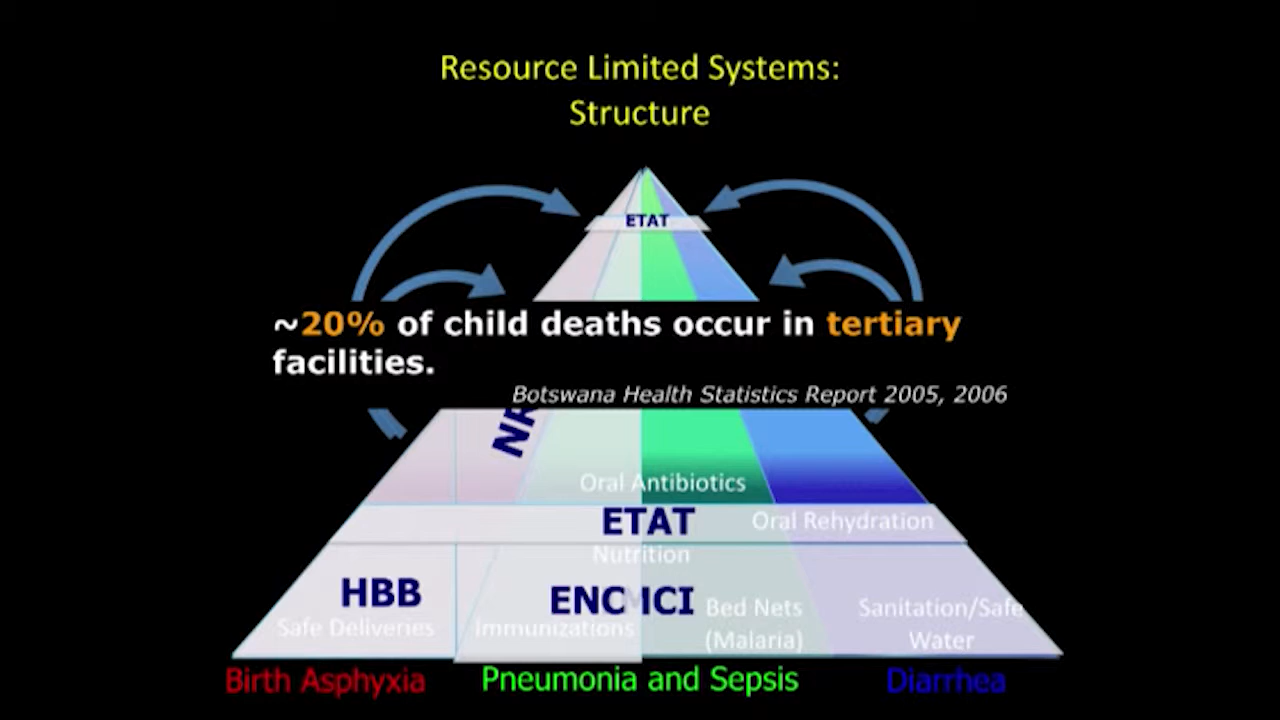 Resource Limited Systems:
Structure
ETAT
~20% of child deaths occur in tertiary
facilities.
Botswana Health Statistics Report 2005, 2006
Oral Antibiotics
ETAT
Oral Rehydration
Nutrition
HBB
Safe Deliveries
Immunizations
Bed Nets
(Malaria)
Sanitation/Safe
Water
Birth Asphyxia
Pneumonia and Sepsis
Diarrhea